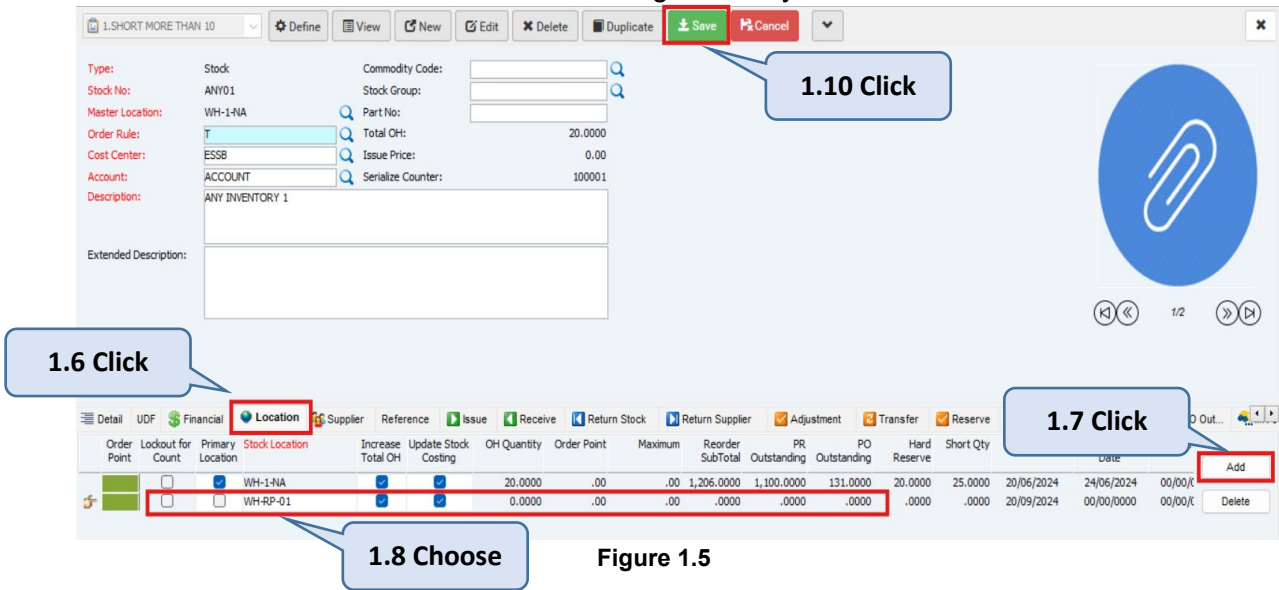 1.SHORT MORE THAN 10 Define View New Edit Delete Duplicate Save Cancel
1.10 Click
Type: Stock Commodity Code:
Stock No: ANY01 Stock Group:
Master Location: WH-1-NA Part No:
Order Rule: T Total OH: 20.0000
Cost Center: ESSB Issue Price: 0.00
Account: ACCOUNT Serialize Counter: 100001
Description: ANY INVENTORY 1
Extended Description:
1/2
1.6 Click
1.7 Click
Detail UDF Financial Location Supplier Reference Issue Receive Return Stock Return Supplier Adjustment Transfer Reserve Out...
Order Lockout for Primary Stock Location Increase Update Stock OH Quantity Order Point Maximum Reorder PR PO Hard Short Qty
Point Count Location Total OH Costing SubTotal Outstanding Outstanding Reserve Date
Add
WH-1-NA 20.0000 .00 .00 1,206.0000 1,100.0000 131.0000 20.0000 25.0000 20/06/2024 24/06/2024 00/00/
WH-RP-01 0.0000 .00 .00 .0000 .0000 .0000 .0000 .0000 20/09/2024 00/00/0000 00/00/ Delete
1.8 Choose
Figure 1.5